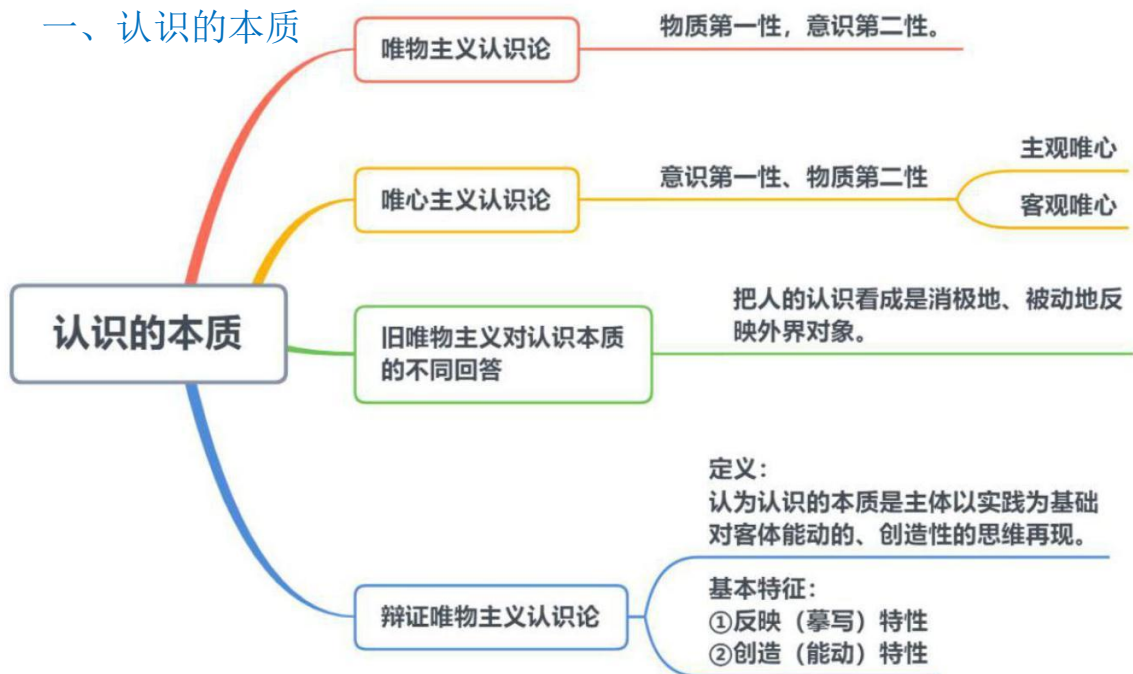 一、认识的本质
唯物主义认识论
物质第一性，意识第二性。
唯心主义认识论
意识第一性、物质第二性
主观唯心
客观唯心
认识的本质
旧唯物主义对认识本质
的不同回答
把人的认识看成是消极地、被动地反
映外界对象。
辩证唯物主义认识论
定义：
认为认识的本质是主体以实践为基础
对客体能动的、创造性的思维再现。
基本特征：
①反映（摹写）特性
②创造（能动）特性